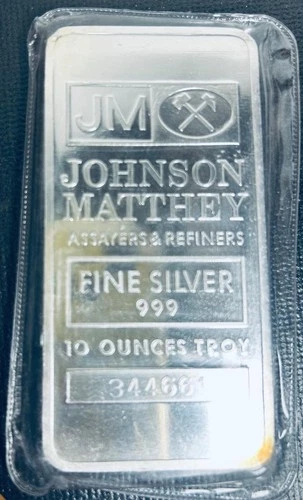 JM
JOHNSON
MATTHEY
ASSAYERS & REFINERS
FINE SILVER
999
10 OUNCES TROY
344661